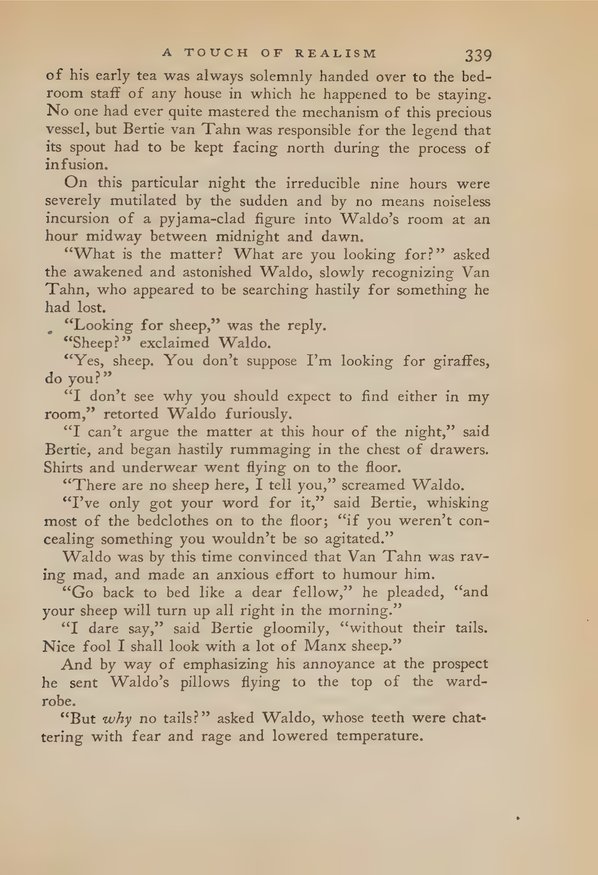 A TOUCH OF REALISM 339
of his early tea was always solemnly handed over to the bed-
room staff of any house in which he happened to be staying.
No one had ever quite mastered the mechanism of this precious
vessel, but Bertie van Tahn was responsible for the legend that
its spout had to be kept facing north during the process of
infusion.
On this particular night the irreducible nine hours were
severely mutilated by the sudden and by no means noiseless
incursion of a pyjama-clad figure into Waldo’s room at an
hour midway between midnight and dawn.
“What is the matter? What are you looking for?” asked
the awakened and astonished Waldo, slowly recognizing Van
Tahn, who appeared to be searching hastily for something he
had lost.
“Looking for sheep,” was the reply.
“Sheep?” exclaimed Waldo.
“Yes, sheep. You don’t suppose I’m looking for giraffes,
do you?”
“I don’t see why you should expect to find either in my
room,” retorted Waldo furiously.
“I can’t argue the matter at this hour of the night,” said
Bertie, and began hastily rummaging in the chest of drawers.
Shirts and underwear went flying on to the floor.
“There are no sheep here, I tell you,” screamed Waldo.
“I’ve only got your word for it,” said Bertie, whisking
most of the bedclothes on to the floor; “if you weren’t con-
cealing something you wouldn’t be so agitated.”
Waldo was by this time convinced that Van Tahn was rav-
ing mad, and made an anxious effort to humour him.
“Go back to bed like a dear fellow,” he pleaded, “and
your sheep will turn up all right in the morning.”
“I dare say,” said Bertie gloomily, “without their tails.
Nice fool I shall look with a lot of Manx sheep.”
And by way of emphasizing his annoyance at the prospect
he sent Waldo’s pillows flying to the top of the ward-
robe.
“But why no tails?” asked Waldo, whose teeth were chat-
tering with fear and rage and lowered temperature.